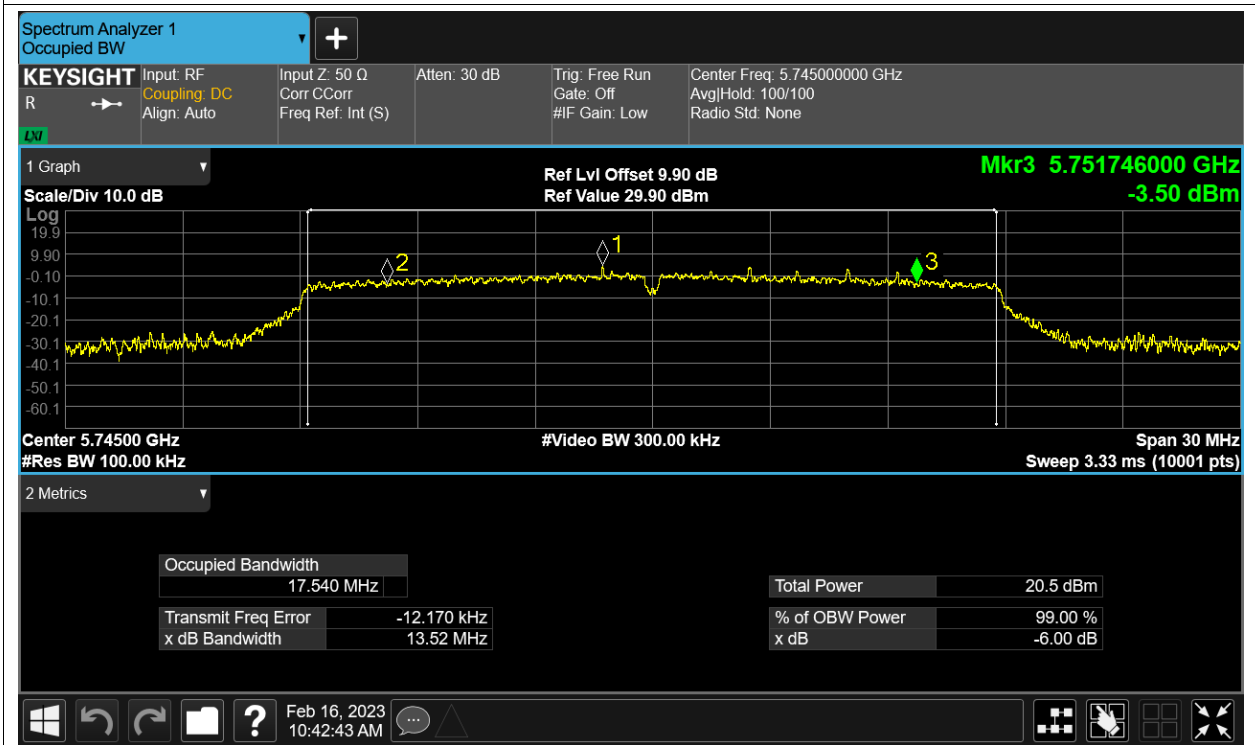 Spectrum Analyzer 1
Occupied BW
KEYSIGHT
R
LXI
Input: RF
Coupling: DC
Align: Auto
Input Z: 50 Ω
Corr CCorr
Freq Ref: Int (S)
Atten: 30 dB
Trig: Free Run
Gate: Off
#IF Gain: Low
Center Freq: 5.745000000 GHz
Avg|Hold: 100/100
Radio Std: None
1 Graph
Scale/Div 10.0 dB
Ref Lvl Offset 9.90 dB
Ref Value 29.90 dBm
Mkr3 5.751746000 GHz
-3.50 dBm
Log
19.9
9.90
-0.10
-10.1
-20.1
-30.1
-40.1
-50.1
-60.1
2
1
3
Center 5.74500 GHz
#Res BW 100.00 kHz
#Video BW 300.00 kHz
Span 30 MHz
Sweep 3.33 ms (10001 pts)
2 Metrics
Occupied Bandwidth
17.540 MHz
Transmit Freq Error -12.170 kHz
x dB Bandwidth 13.52 MHz
Total Power 20.5 dBm
% of OBW Power 99.00 %
x dB -6.00 dB
?
Feb 16, 2023
10:42:43 AM